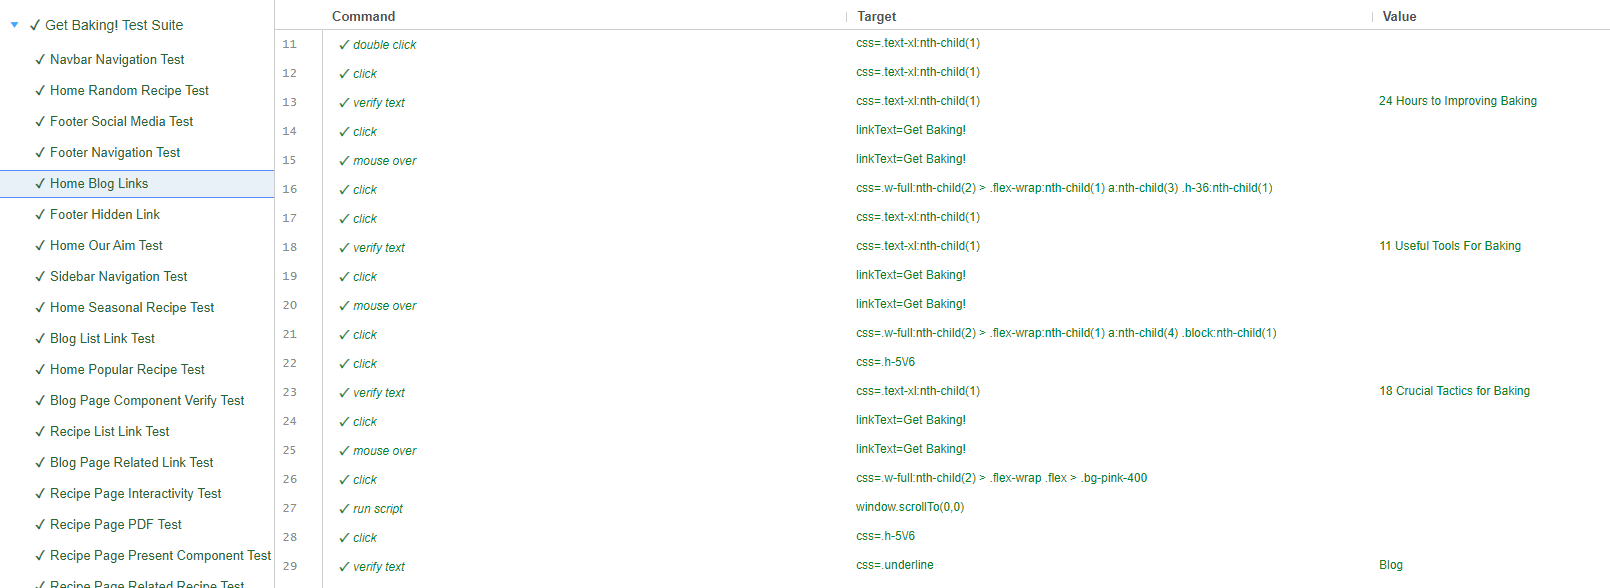 Get Baking! Test Suite
Navbar Navigation Test
Home Random Recipe Test
Footer Social Media Test
Footer Navigation Test
Home Blog Links
Footer Hidden Link
Home Our Aim Test
Sidebar Navigation Test
Home Seasonal Recipe Test
Blog List Link Test
Home Popular Recipe Test
Blog Page Component Verify Test
Recipe List Link Test
Blog Page Related Link Test
Recipe Page Interactivity Test
Recipe Page PDF Test
Recipe Page Present Component Test
Recipe Page Related Recipe Test
Command Target Value
11 double click css=.text-xl:nth-child(1)
12 click css=.text-xl:nth-child(1)
13 verify text css=.text-xl:nth-child(1) 24 Hours to Improving Baking
14 click linkText=Get Baking!
15 mouse over linkText=Get Baking!
16 click css=.w-full:nth-child(2) > .flex-wrap:nth-child(1) a:nth-child(3) .h-36:nth-child(1)
17 click css=.text-xl:nth-child(1)
18 verify text css=.text-xl:nth-child(1) 11 Useful Tools For Baking
19 click linkText=Get Baking!
20 mouse over linkText=Get Baking!
21 click css=.w-full:nth-child(2) > .flex-wrap:nth-child(1) a:nth-child(4) .block:nth-child(1)
22 click css=.h-5\/6
23 verify text css=.text-xl:nth-child(1) 18 Crucial Tactics for Baking
24 click linkText=Get Baking!
25 mouse over linkText=Get Baking!
26 click css=.w-full:nth-child(2) > .flex-wrap .flex > .bg-pink-400
27 run script window.scrollTo(0,0)
28 click css=.h-5\/6
29 verify text css=.underline Blog